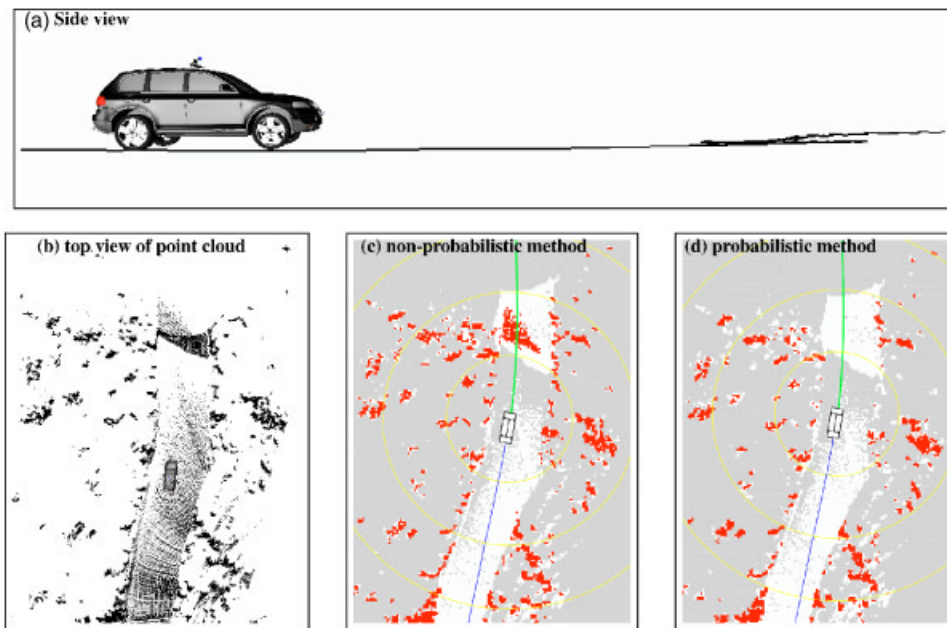 (a) Side view
(b) top view of point cloud
(c) non-probabilistic method
(d) probabilistic method